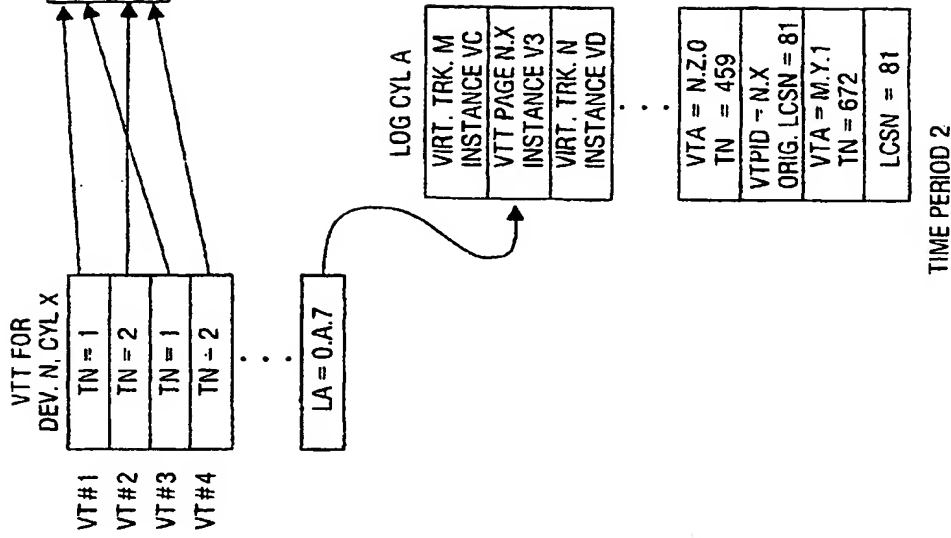 VTT FOR
DEV. N, CYL X
VT#1
TN = 1
VT#2
TN = 2
VT#3
TN = 1
VT#4
TN - 2
LA = 0.A.7
LOG CYL A
VIRT. TRK. M
INSTANCE VC
VTT PAGE N.X
INSTANCE V3
VIRT. TRK. N
INSTANCE VD
VTA = N.Z.0
TN = 459
VTPID - N.X
ORIG. LCSN = 81
VTA = M.Y.1
TN = 672
LCSN = 81
TIME PERIOD 2